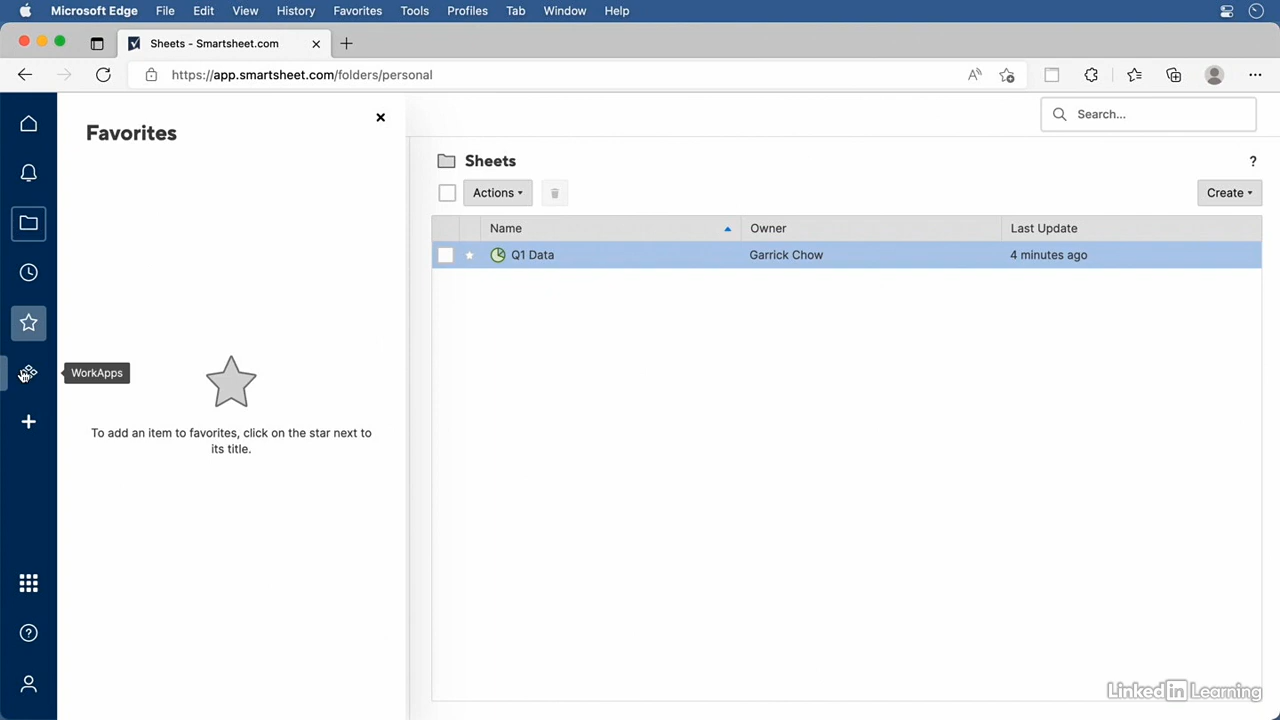 Microsoft Edge File Edit View History Favorites Tools Profiles Tab Window Help
Sheets - Smartsheet.com
https://app.smartsheet.com/folders/personal
Favorites
Search...
Sheets
?
Actions
Create
Name Owner Last Update
Q1 Data Garrick Chow 4 minutes ago
WorkApps
To add an item to favorites, click on the star next to
its title.
LinkedIn Learning